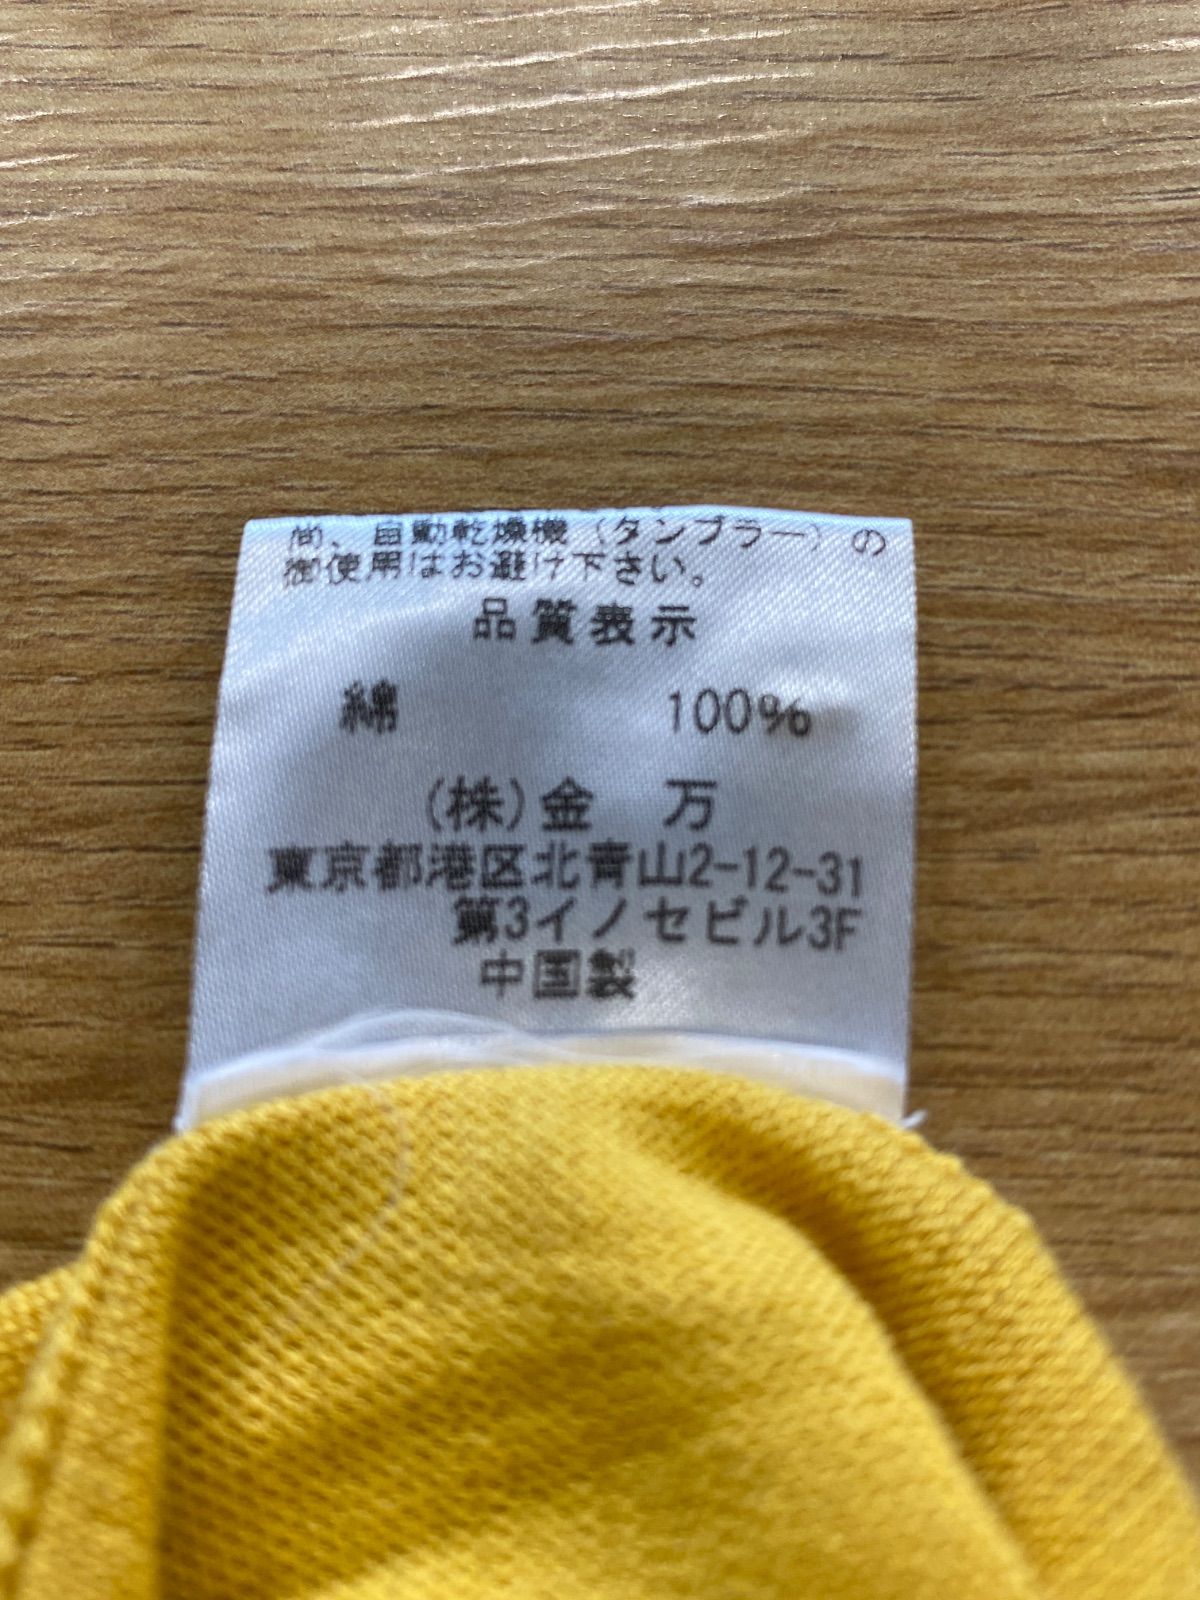 尚、自動乾燥機（タンブラー）の
御使用はお避け下さい。
品質表示
綿 100%
(株)金 万
東京都港区北青山2-12-31
第3イノセビル3F
中国製